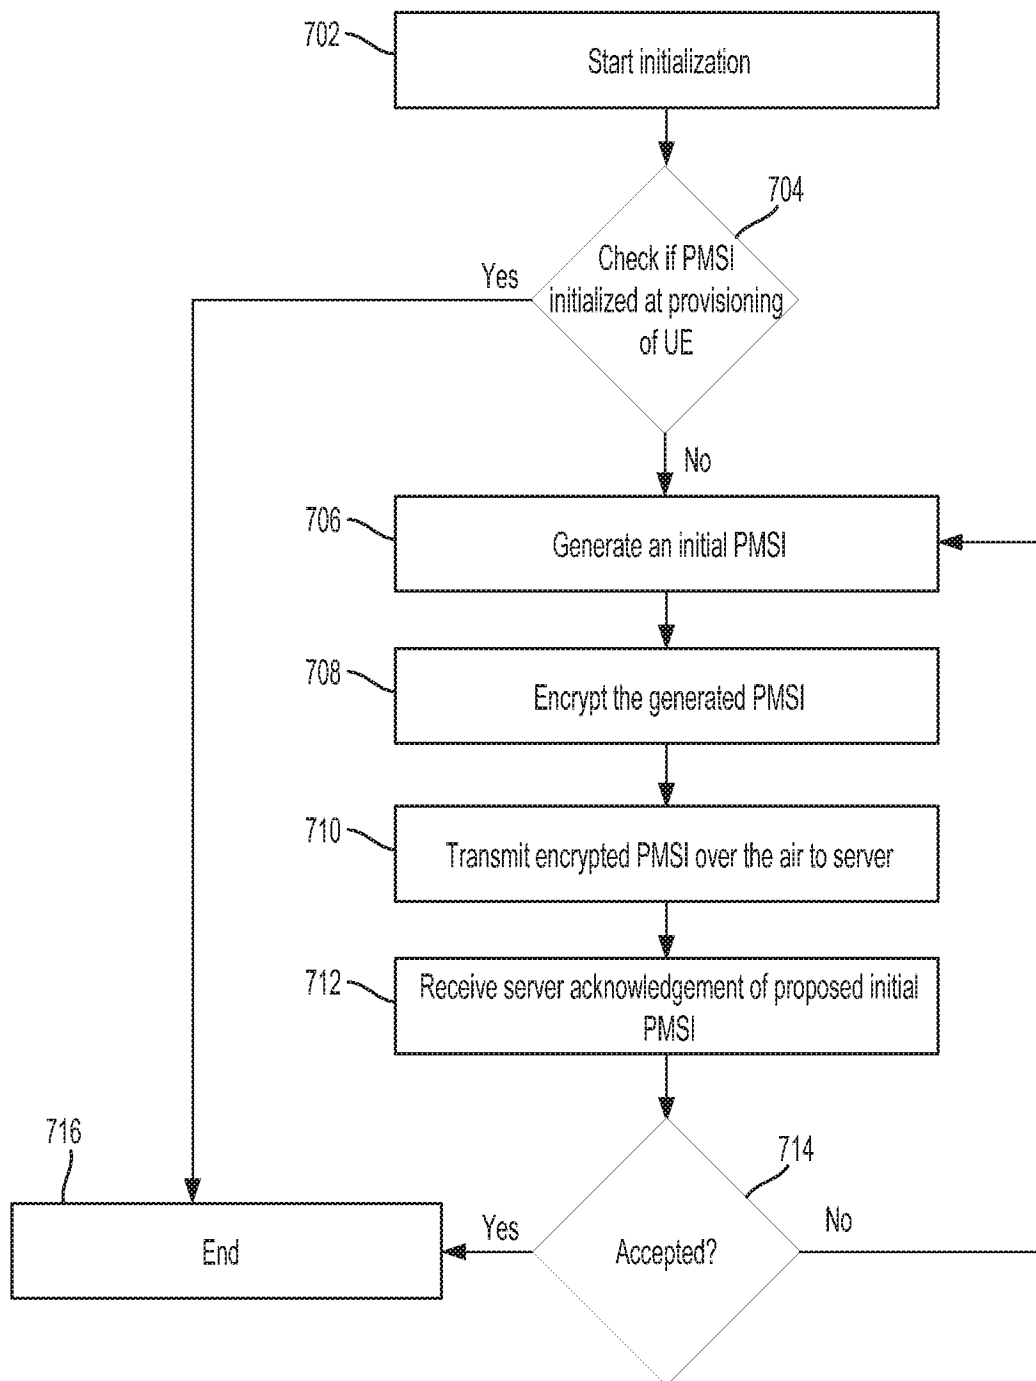 702
Start initialization
704
Check if PMSI
initialized at provisioning
of UE
Yes
No
706
Generate an initial PMSI
708
Encrypt the generated PMSI
710
Transmit encrypted PMSI over the air to server
712
Receive server acknowledgement of proposed initial
PMSI
714
Accepted?
Yes
No
716
End